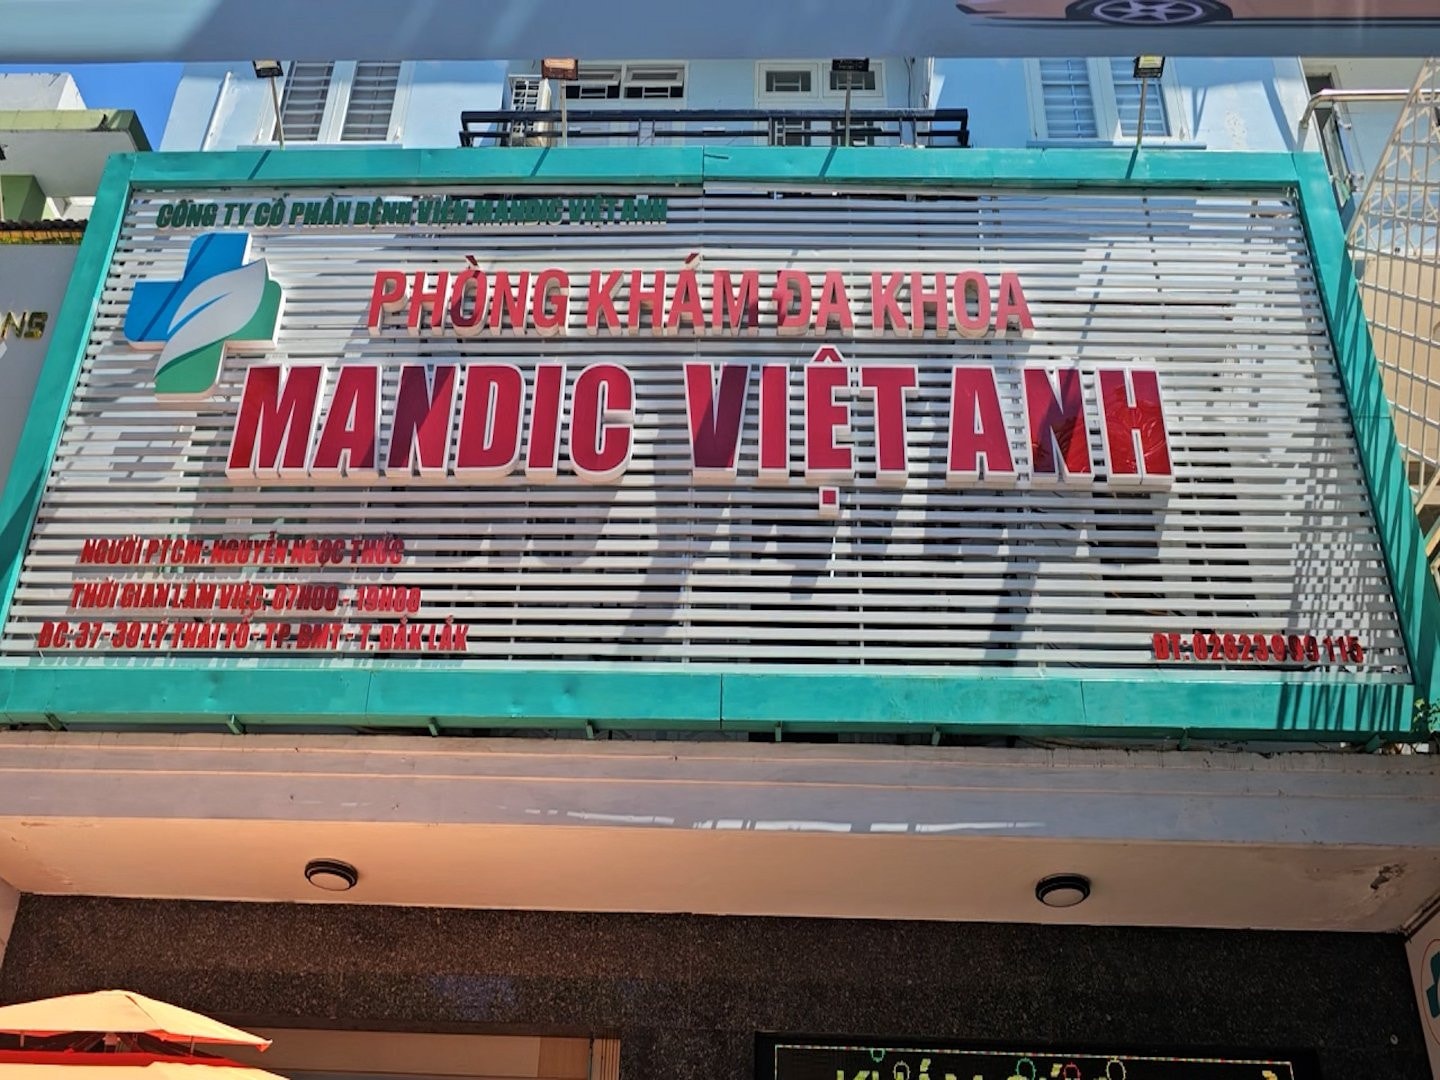 CÔNG TY CỔ PHẦN BỆNH VIỆN MANDIC VIỆT ANH
PHÒNG KHÁM ĐA KHOA
MANDIC VIỆT ANH
NGƯỜI PTCM: NGUYỄN NGỌC THỨC
THỜI GIAN LÀM VIỆC: 07H00 - 19H00
ĐC: 37-39 LÝ THÁI TỔ - TP. BMT - T. ĐẮK LẮK
ĐT: 02623999115
KHÁM